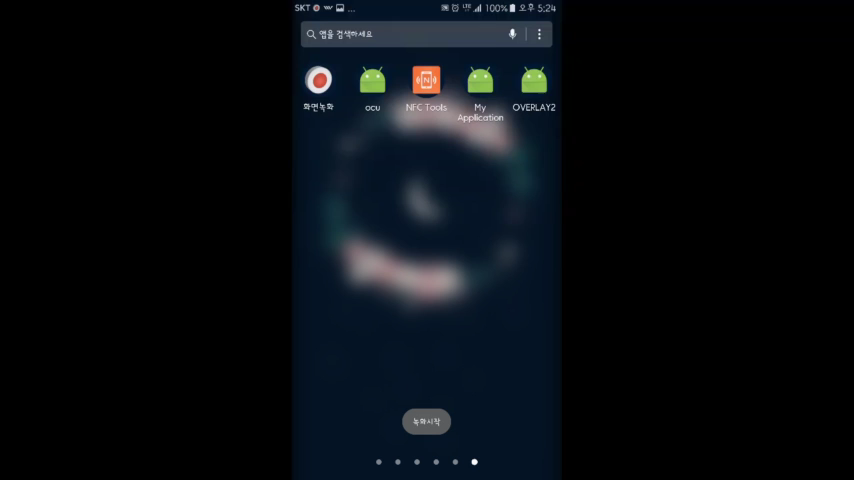 SKT ... LTE 100% 오후 5:24
앱을 검색하세요
화면녹화 ocu NFC Tools My Application OVERLAY2
녹화시작